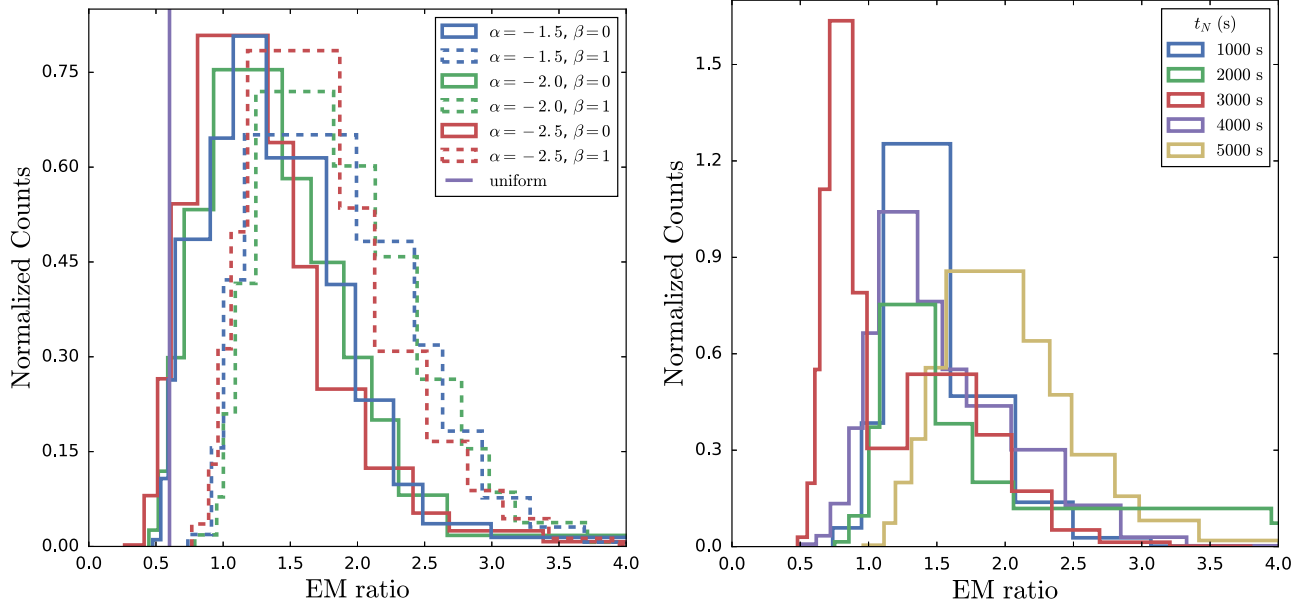 α = −1.5, β = 0
α = −1.5, β = 1
α = −2.0, β = 0
α = −2.0, β = 1
α = −2.5, β = 0
α = −2.5, β = 1
uniform
0.75
0.60
0.45
0.30
0.15
0.00
Normalized Counts
0.0 0.5 1.0 1.5 2.0 2.5 3.0 3.5 4.0
EM ratio
t_N (s)
1000 s
2000 s
3000 s
4000 s
5000 s
1.5
1.2
0.9
0.6
0.3
0.0
Normalized Counts
0.0 0.5 1.0 1.5 2.0 2.5 3.0 3.5 4.0
EM ratio